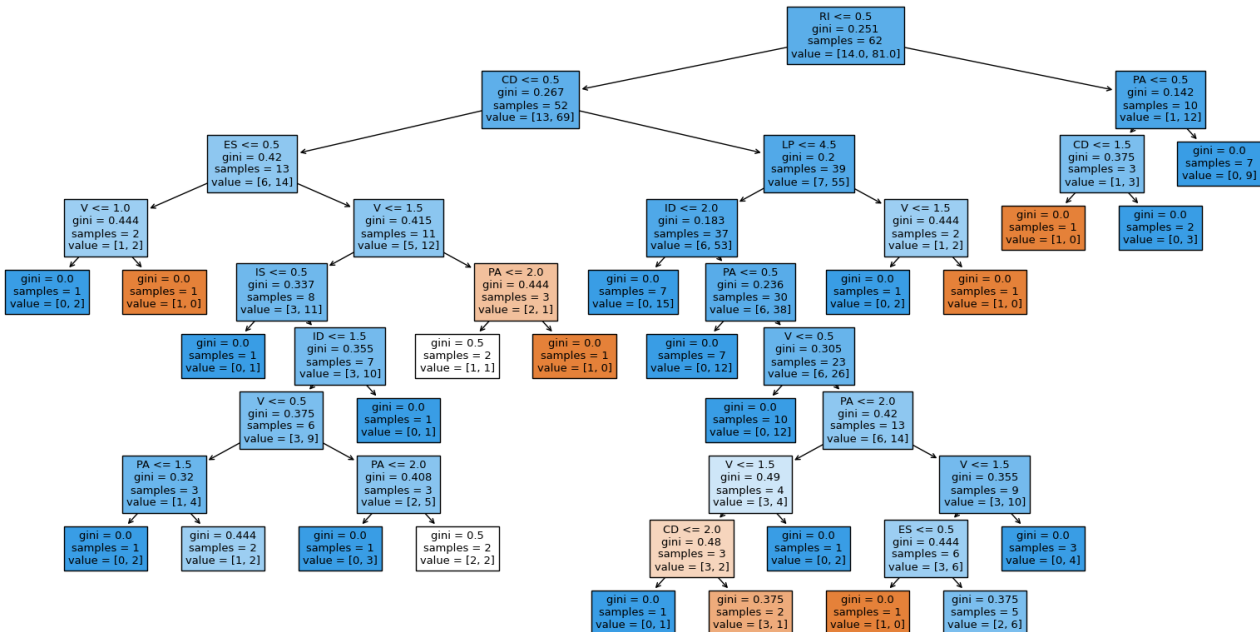 RI <= 0.5
gini = 0.251
samples = 62
value = [14.0, 81.0]
CD <= 0.5
gini = 0.267
samples = 52
value = [13, 69]
PA <= 0.5
gini = 0.142
samples = 10
value = [1, 12]
ES <= 0.5
gini = 0.42
samples = 13
value = [6, 14]
LP <= 4.5
gini = 0.2
samples = 39
value = [7, 55]
CD <= 1.5
gini = 0.375
samples = 3
value = [1, 3]
gini = 0.0
samples = 7
value = [0, 9]
V <= 1.0
gini = 0.444
samples = 2
value = [1, 2]
V <= 1.5
gini = 0.415
samples = 11
value = [5, 12]
ID <= 2.0
gini = 0.183
samples = 37
value = [6, 53]
V <= 1.5
gini = 0.444
samples = 2
value = [1, 2]
gini = 0.0
samples = 1
value = [1, 0]
gini = 0.0
samples = 2
value = [0, 3]
gini = 0.0
samples = 1
value = [0, 2]
gini = 0.0
samples = 1
value = [1, 0]
IS <= 0.5
gini = 0.337
samples = 8
value = [3, 11]
PA <= 2.0
gini = 0.444
samples = 3
value = [2, 1]
gini = 0.0
samples = 7
value = [0, 15]
PA <= 0.5
gini = 0.236
samples = 30
value = [6, 38]
gini = 0.0
samples = 1
value = [0, 2]
gini = 0.0
samples = 1
value = [1, 0]
gini = 0.0
samples = 1
value = [0, 1]
ID <= 1.5
gini = 0.355
samples = 7
value = [3, 10]
gini = 0.5
samples = 2
value = [1, 1]
gini = 0.0
samples = 1
value = [1, 0]
gini = 0.0
samples = 7
value = [0, 12]
V <= 0.5
gini = 0.305
samples = 23
value = [6, 26]
V <= 0.5
gini = 0.375
samples = 6
value = [3, 9]
gini = 0.0
samples = 1
value = [0, 1]
gini = 0.0
samples = 10
value = [0, 12]
PA <= 2.0
gini = 0.42
samples = 13
value = [6, 14]
PA <= 1.5
gini = 0.32
samples = 3
value = [1, 4]
PA <= 2.0
gini = 0.408
samples = 3
value = [2, 5]
V <= 1.5
gini = 0.49
samples = 4
value = [3, 4]
V <= 1.5
gini = 0.355
samples = 9
value = [3, 10]
gini = 0.0
samples = 1
value = [0, 2]
gini = 0.444
samples = 2
value = [1, 2]
gini = 0.0
samples = 1
value = [0, 3]
gini = 0.5
samples = 2
value = [2, 2]
CD <= 2.0
gini = 0.48
samples = 3
value = [3, 2]
gini = 0.0
samples = 1
value = [0, 2]
ES <= 0.5
gini = 0.444
samples = 6
value = [3, 6]
gini = 0.0
samples = 3
value = [0, 4]
gini = 0.0
samples = 1
value = [0, 1]
gini = 0.375
samples = 2
value = [3, 1]
gini = 0.0
samples = 1
value = [1, 0]
gini = 0.375
samples = 5
value = [2, 6]